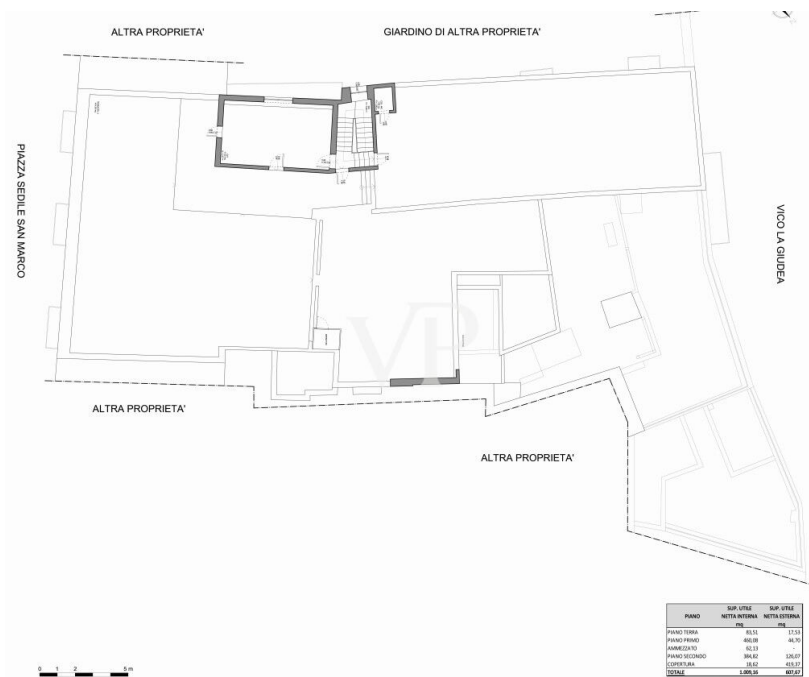 ALTRA PROPRIETA'
GIARDINO DI ALTRA PROPRIETA'
PIAZZA SEDILE SAN MARCO
VICO LA GIUDEA
VP
ALTRA PROPRIETA'
ALTRA PROPRIETA'
PIANO SUP. UTILE NETTA INTERNA mq SUP. UTILE NETTA ESTERNA mq
PIANO TERRA 83,51 17,53
PIANO PRIMO 460,08 44,70
AMMEZZATO 62,13 -
PIANO SECONDO 384,82 126,07
COPERTURA 18,62 419,37
TOTALE 1.009,16 607,67
0 1 2 5 m